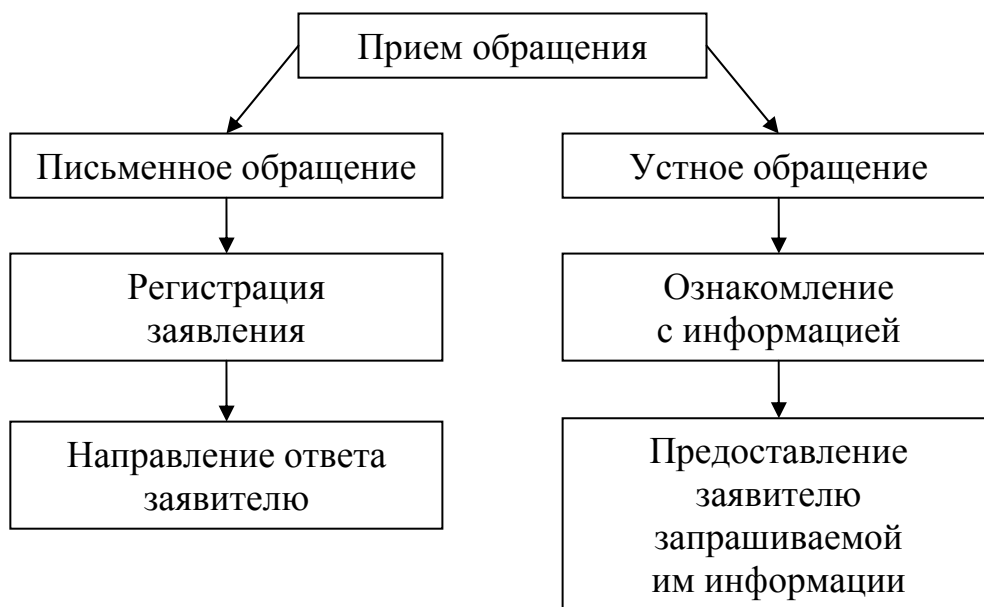 Прием обращения
Письменное обращение
Устное обращение
Регистрация
заявления
Ознакомление
с информацией
Направление ответа
заявителю
Предоставление
заявителю
запрашиваемой
им информации